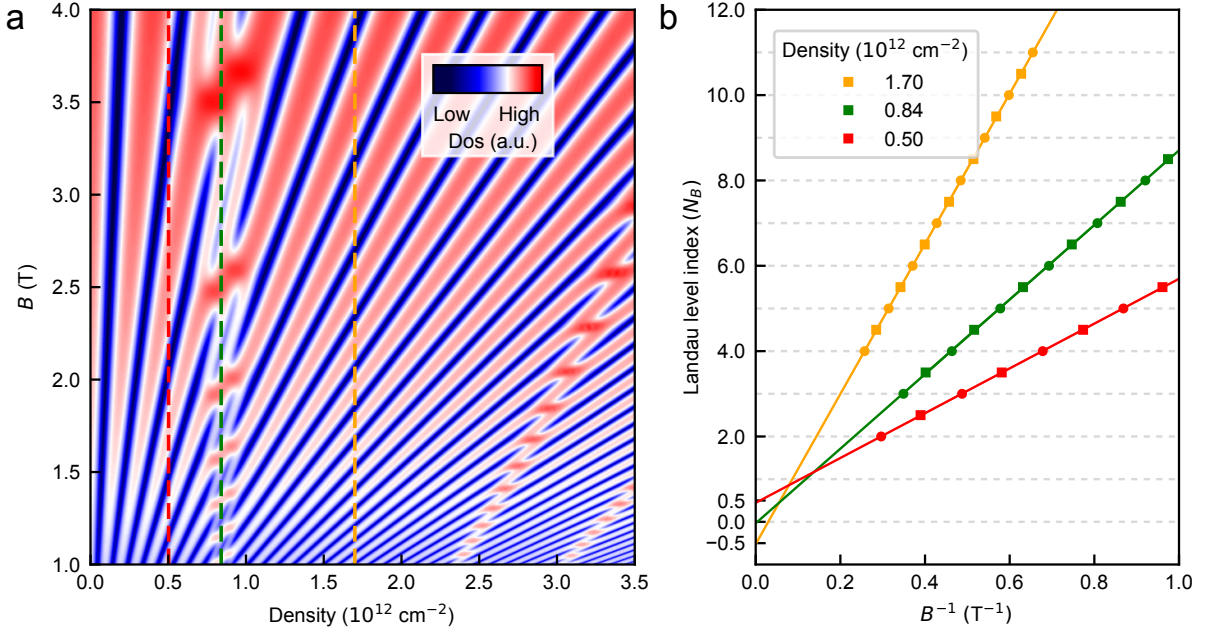 a
4.0
3.5
3.0
2.5
2.0
1.5
1.0
B (T)
0.0 0.5 1.0 1.5 2.0 2.5 3.0 3.5
Density (10¹² cm⁻²)
Low High
Dos (a.u.)
b
12.0
10.0
8.0
6.0
4.0
2.0
0.5
0.0
−0.5
Landau level index (N_B)
0.0 0.2 0.4 0.6 0.8 1.0
B⁻¹ (T⁻¹)
Density (10¹² cm⁻²)
1.70
0.84
0.50